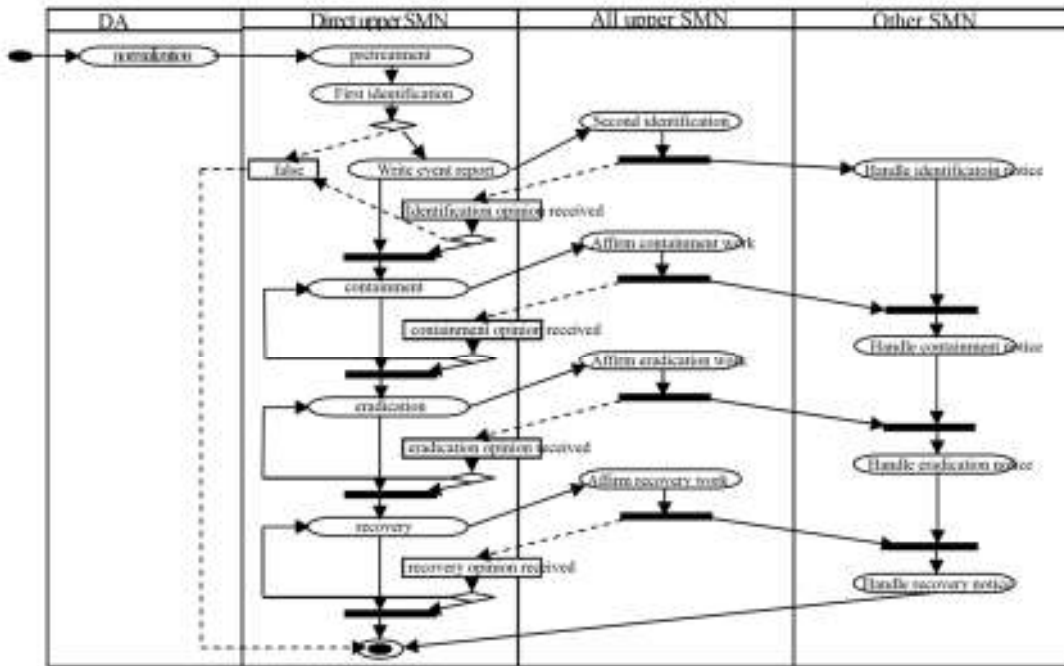 DA
Direct upper SMN
All upper SMN
Other SMN
pretreatment
First identification
Second identification
false
Write event report
Handle identificatoin notice
Identification opinion received
Affirm containment work
containment
containment opinion received
Handle containment notice
Affirm eradication work
eradication
eradication opinion received
Handle eradication notice
Affirm recovery work
recovery
recovery opinion received
Handle recovery notice